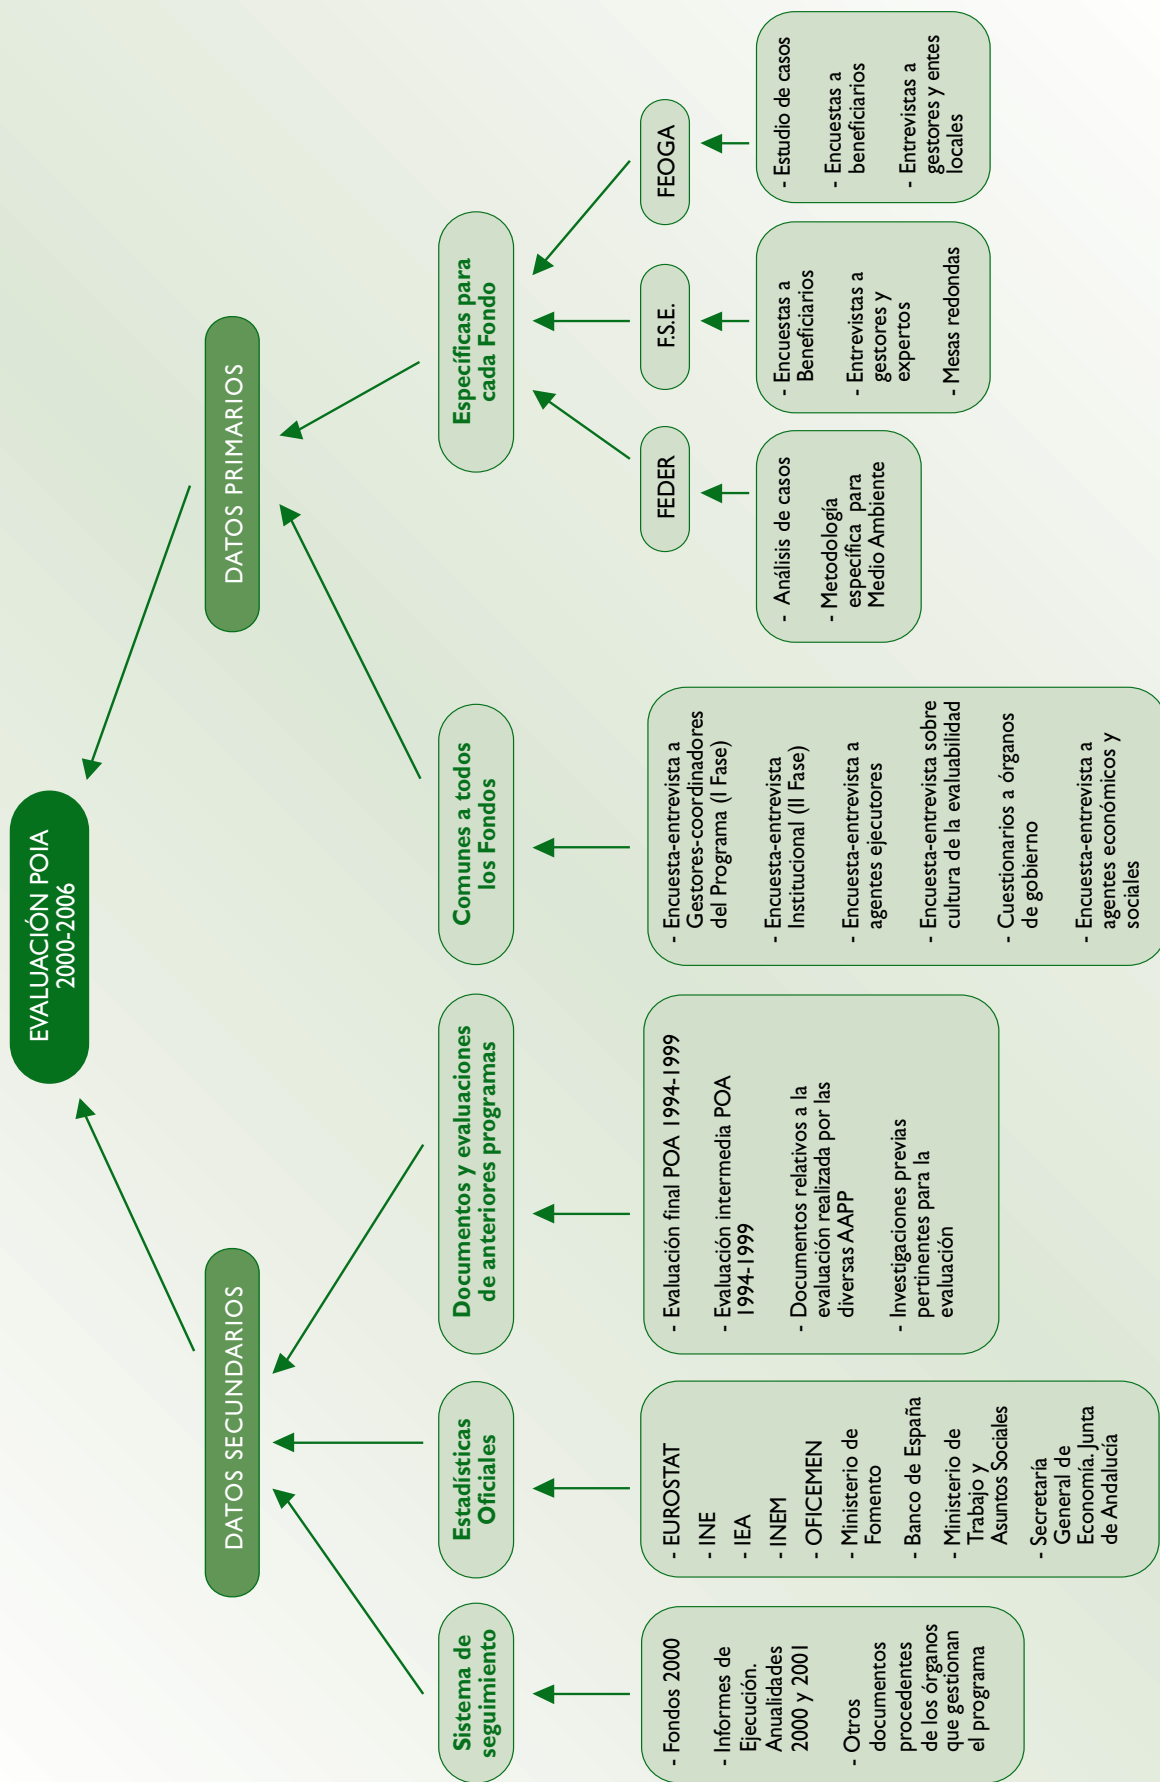 EVALUACIÓN POIA
2000-2006
DATOS SECUNDARIOS
DATOS PRIMARIOS
Sistema de
seguimiento
Estadísticas
Oficiales
Documentos y evaluaciones
de anteriores programas
Comunes a todos
los Fondos
Específicas para
cada Fondo
FEDER
F.S.E.
FEOGA
- Fondos 2000
- Informes de
Ejecución.
Anualidades
2000 y 2001
- Otros
documentos
procedentes
de los órganos
que gestionan
el programa
- EUROSTAT
- INE
- IEA
- INEM
- OFICEMEN
- Ministerio de
Fomento
- Banco de España
- Ministerio de
Trabajo y
Asuntos Sociales
- Secretaría
General de
Economía. Junta
de Andalucía
- Evaluación final POA 1994-1999
- Evaluación intermedia POA
1994-1999
- Documentos relativos a la
evaluación realizada por las
diversas AAPP
- Investigaciones previas
pertinentes para la
evaluación
- Encuesta-entrevista a
Gestores-coordinadores
del Programa (I Fase)
- Encuesta-entrevista
Institucional (II Fase)
- Encuesta-entrevista a
agentes ejecutores
- Encuesta-entrevista sobre
cultura de la evaluabilidad
- Cuestionarios a órganos
de gobierno
- Encuesta-entrevista a
agentes económicos y
sociales
- Análisis de casos
- Metodología
específica para
Medio Ambiente
- Encuestas a
Beneficiarios
- Entrevistas a
gestores y
expertos
- Mesas redondas
- Estudio de casos
- Encuestas a
beneficiarios
- Entrevistas a
gestores y entes
locales